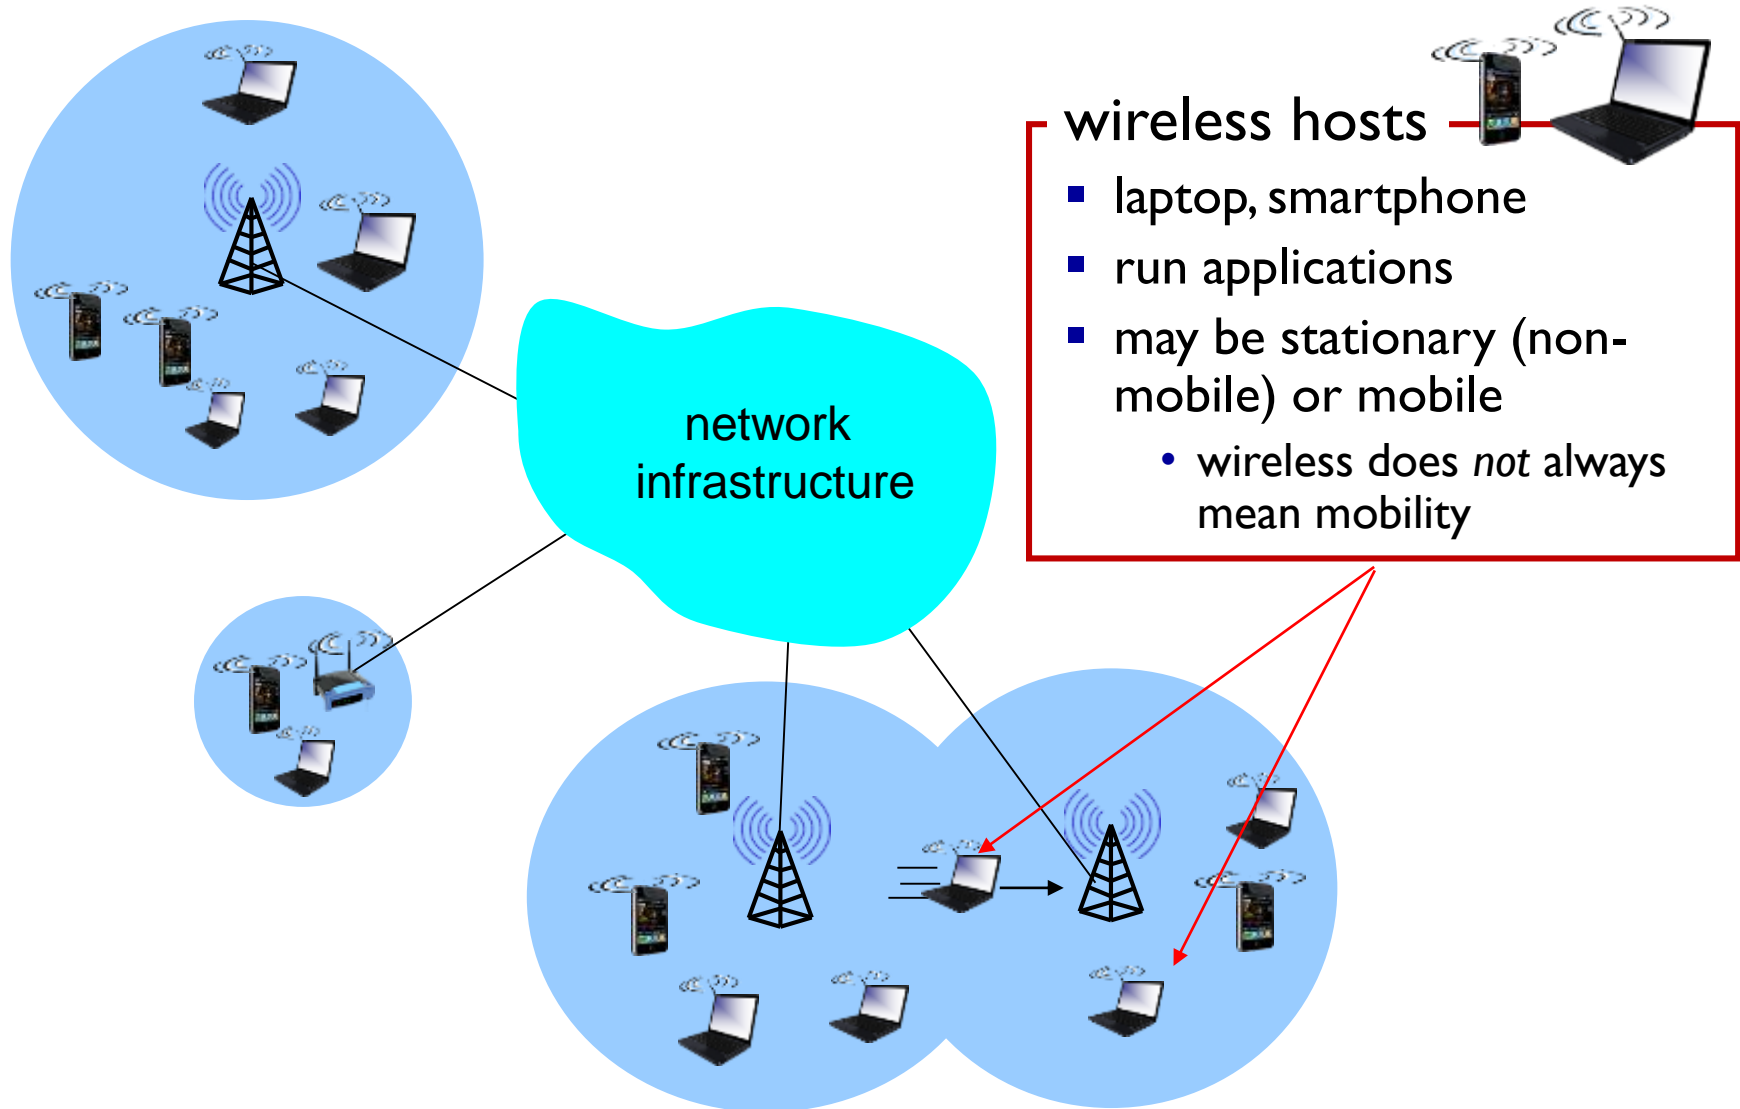 wireless hosts
▪ laptop, smartphone
▪ run applications
▪ may be stationary (non-
mobile) or mobile
• wireless does not always
mean mobility
network
infrastructure